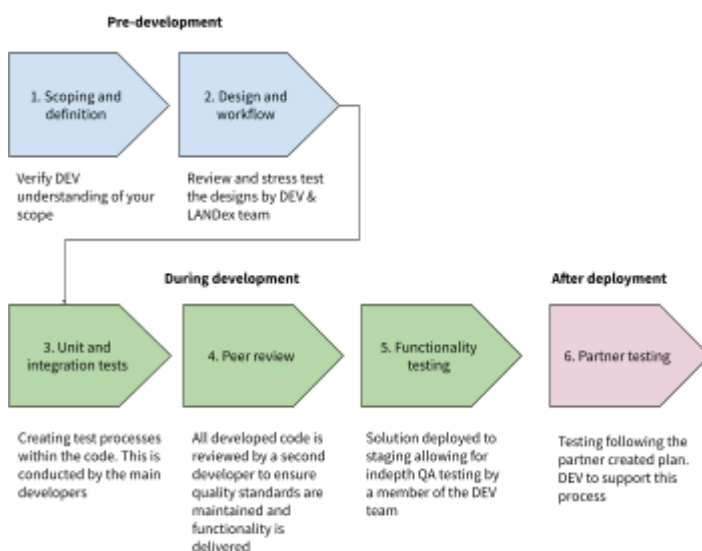 Pre-development
1. Scoping and
definition
2. Design and
workflow
Verify DEV
understanding of your
scope
Review and stress test
the designs by DEV &
LANDex team
During development
After deployment
3. Unit and
integration tests
4. Peer review
5. Functionality
testing
6. Partner testing
Creating test processes
within the code. This is
conducted by the main
developers
All developed code is
reviewed by a second
developer to ensure
quality standards are
maintained and
functionality is
delivered
Solution deployed to
staging allowing for
indepth QA testing by
a member of the DEV
team
Testing following the
partner created plan.
DEV to support this
process